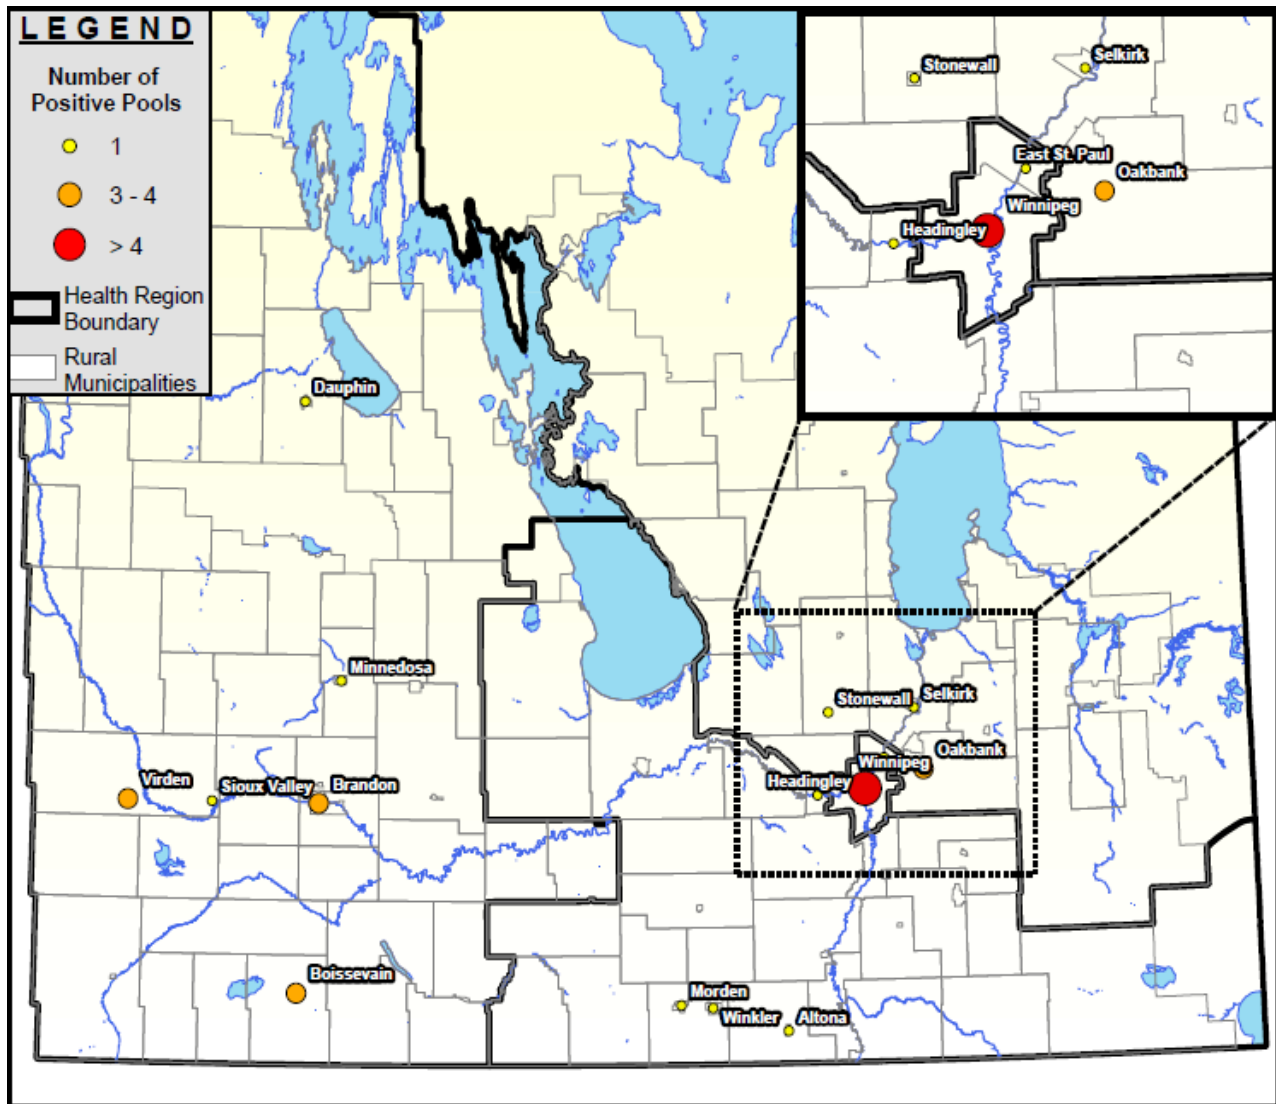 LEGEND
Number of
Positive Pools
1
3 - 4
> 4
Health Region
Boundary
Rural
Municipalities
Stonewall
Selkirk
East St. Paul
Oakbank
Winnipeg
Headingley
Dauphin
Minnedosa
Stonewall
Selkirk
Oakbank
Winnipeg
Headingley
Virden
Sioux Valley
Brandon
Boissevain
Morden
Winkler
Altona